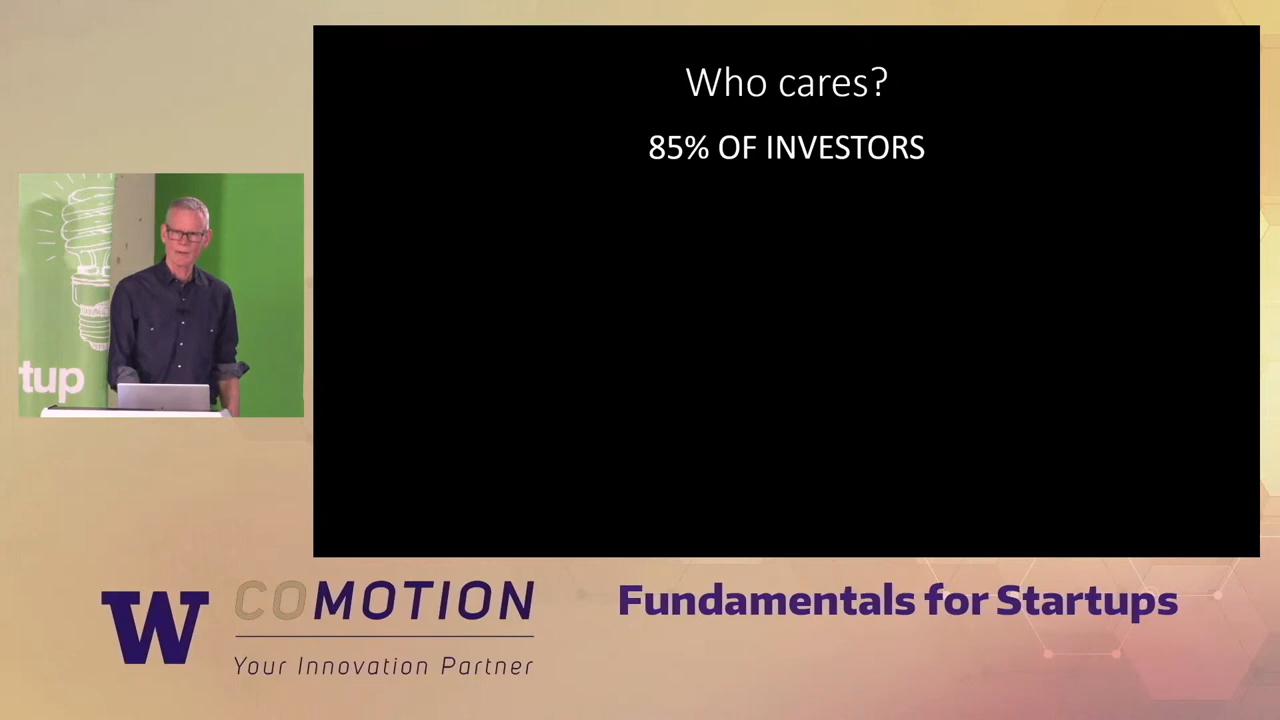 Who cares?
85% OF INVESTORS
tup
W
COMOTION
Your Innovation Partner
Fundamentals for Startups